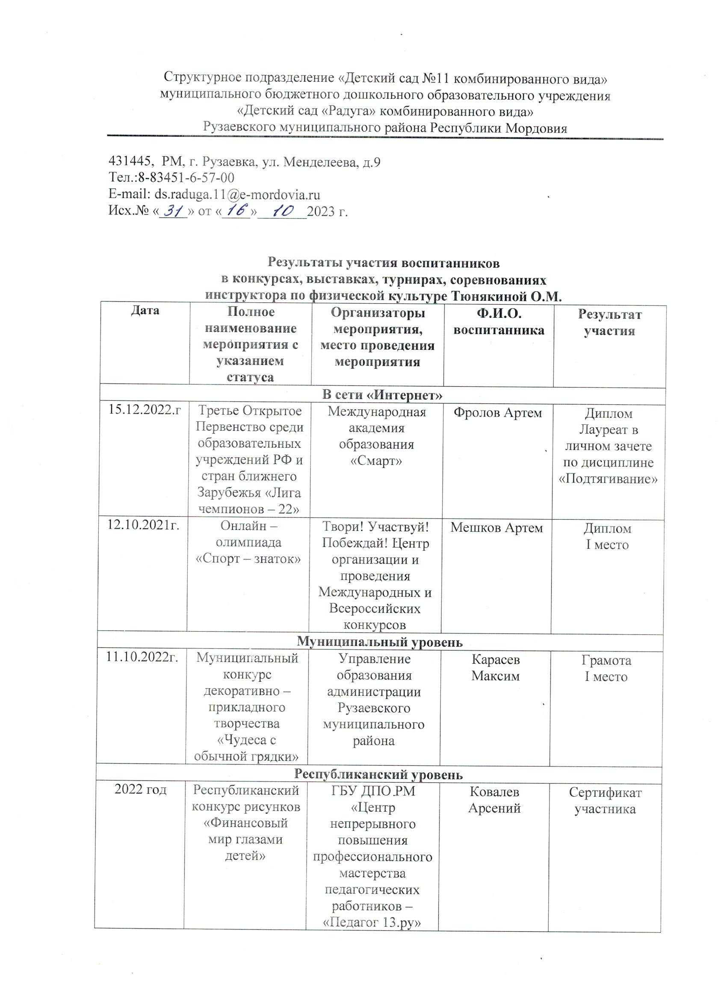 Структурное подразделение «Детский сад №11 комбинированного вида»
муниципального бюджетного дошкольного образовательного учреждения
«Детский сад «Радуга» комбинированного вида»
Рузаевского муниципального района Республики Мордовия
431445, РМ, г. Рузаевка, ул. Менделеева, д.9
Тел.:8-83451-6-57-00
E-mail: ds.raduga.11@e-mordovia.ru
Исх.№ «31» от «16» 10 2023 г.
Результаты участия воспитанников
в конкурсах, выставках, турнирах, соревнованиях
инструктора по физической культуре Тюнякиной О.М.
Дата
Полное
наименование
мероприятия с
указанием
статуса
Организаторы
мероприятия,
место проведения
мероприятия
Ф.И.О.
воспитанника
Результат
участия
В сети «Интернет»
15.12.2022.г
Третье Открытое
Первенство среди
образовательных
учреждений РФ и
стран ближнего
Зарубежья «Лига
чемпионов – 22»
Международная
академия
образования
«Смарт»
Фролов Артем
Диплом
Лауреат в
личном зачете
по дисциплине
«Подтягивание»
12.10.2021г.
Онлайн –
олимпиада
«Спорт – знаток»
Твори! Участвуй!
Побеждай! Центр
организации и
проведения
Международных и
Всероссийских
конкурсов
Мешков Артем
Диплом
I место
Муниципальный уровень
11.10.2022г.
Муниципальный
конкурс
декоративно –
прикладного
творчества
«Чудеса с
обычной грядки»
Управление
образования
администрации
Рузаевского
муниципального
района
Карасев
Максим
Грамота
I место
Республиканский уровень
2022 год
Республиканский
конкурс рисунков
«Финансовый
мир глазами
детей»
ГБУ ДПО РМ
«Центр
непрерывного
повышения
профессионального
мастерства
педагогических
работников –
«Педагог 13.ру»
Ковалев
Арсений
Сертификат
участника